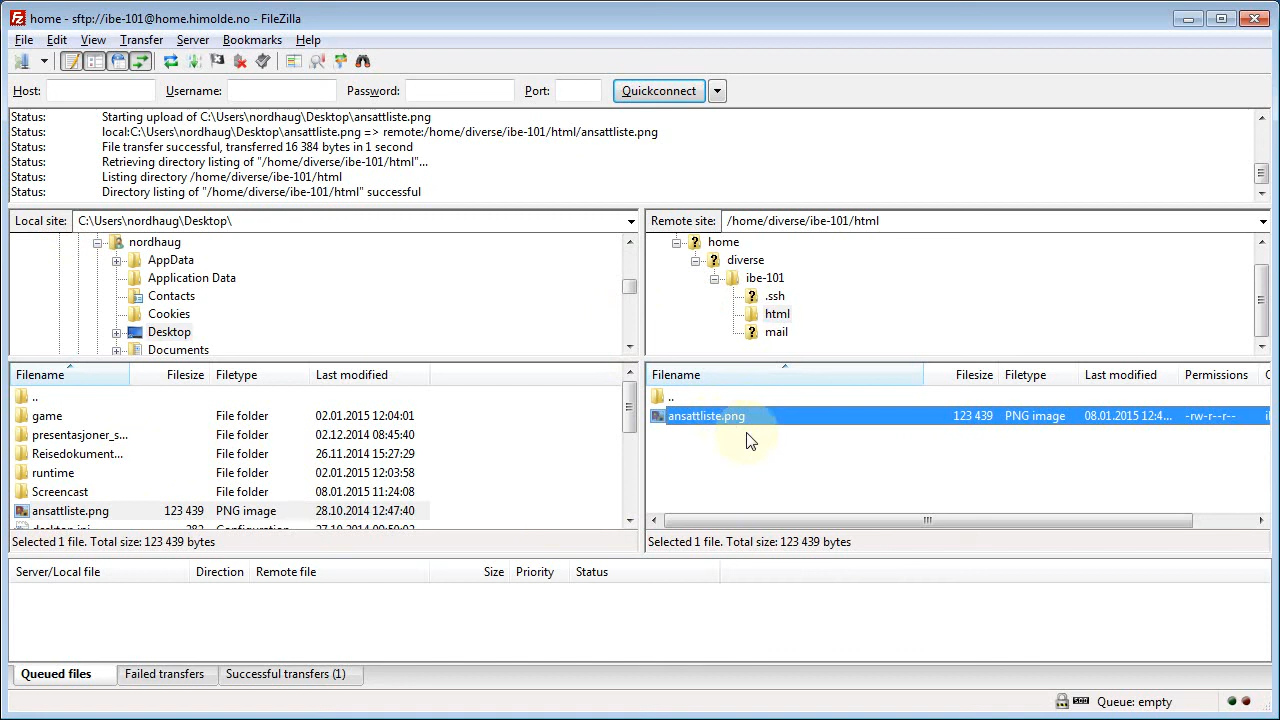 home - sftp://ibe-101@home.himolde.no - FileZilla
File Edit View Transfer Server Bookmarks Help
Host: Username: Password: Port: Quickconnect
Status: Starting upload of C:\Users\nordhaug\Desktop\ansattliste.png
Status: local:C:\Users\nordhaug\Desktop\ansattliste.png => remote:/home/diverse/ibe-101/html/ansattliste.png
Status: File transfer successful, transferred 16 384 bytes in 1 second
Status: Retrieving directory listing of "/home/diverse/ibe-101/html"...
Status: Listing directory /home/diverse/ibe-101/html
Status: Directory listing of "/home/diverse/ibe-101/html" successful
Local site: C:\Users\nordhaug\Desktop\
nordhaug
AppData
Application Data
Contacts
Cookies
Desktop
Documents
Remote site: /home/diverse/ibe-101/html
home
diverse
ibe-101
.ssh
html
mail
Filename Filesize Filetype Last modified
..
game File folder 02.01.2015 12:04:01
presentasjoner_s... File folder 02.12.2014 08:45:40
Reisedokument... File folder 26.11.2014 15:27:29
runtime File folder 02.01.2015 12:03:58
Screencast File folder 08.01.2015 11:24:08
ansattliste.png 123 439 PNG image 28.10.2014 12:47:40
desktop.ini 282 Configuration
Selected 1 file. Total size: 123 439 bytes
Filename Filesize Filetype Last modified Permissions
..
ansattliste.png 123 439 PNG image 08.01.2015 12:4... -rw-r--r--
Selected 1 file. Total size: 123 439 bytes
Server/Local file Direction Remote file Size Priority Status
Queued files Failed transfers Successful transfers (1)
Queue: empty